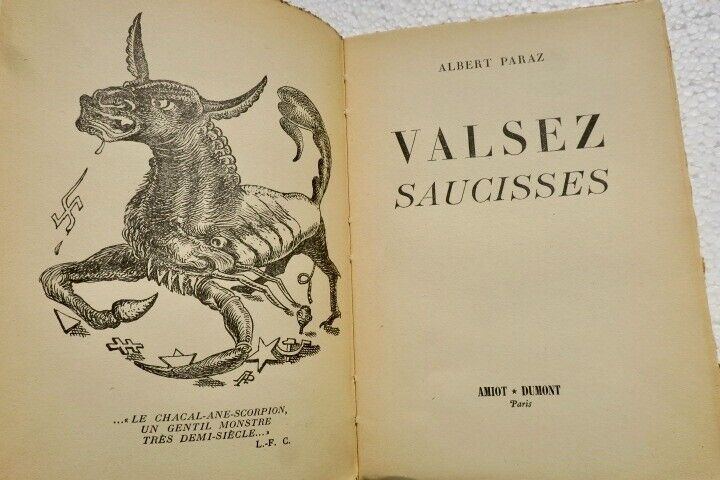 ...« LE CHACAL-ANE-SCORPION,
UN GENTIL MONSTRE
TRÈS DEMI-SIÈCLE... »
L.-F. C.
ALBERT PARAZ
VALSEZ
SAUCISSES
AMIOT ★ DUMONT
Paris